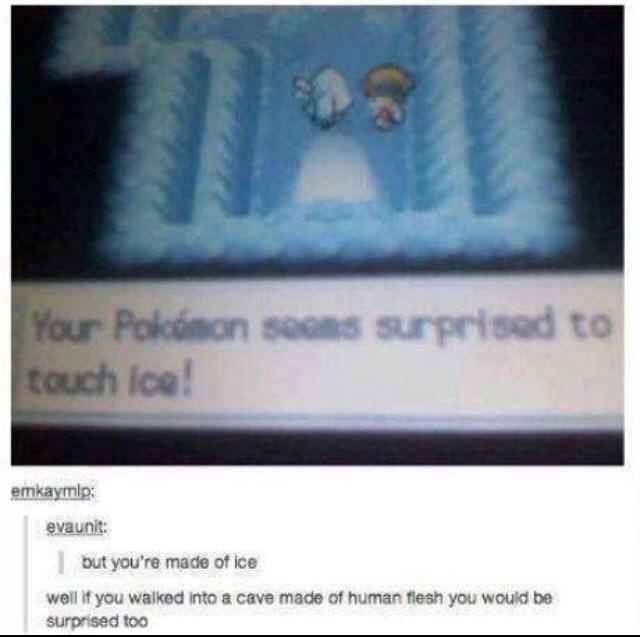 Your Pokémon seems surprised to
touch ice!
emkaymlp:
evaunit:
but you're made of ice
well if you walked into a cave made of human flesh you would be
surprised too